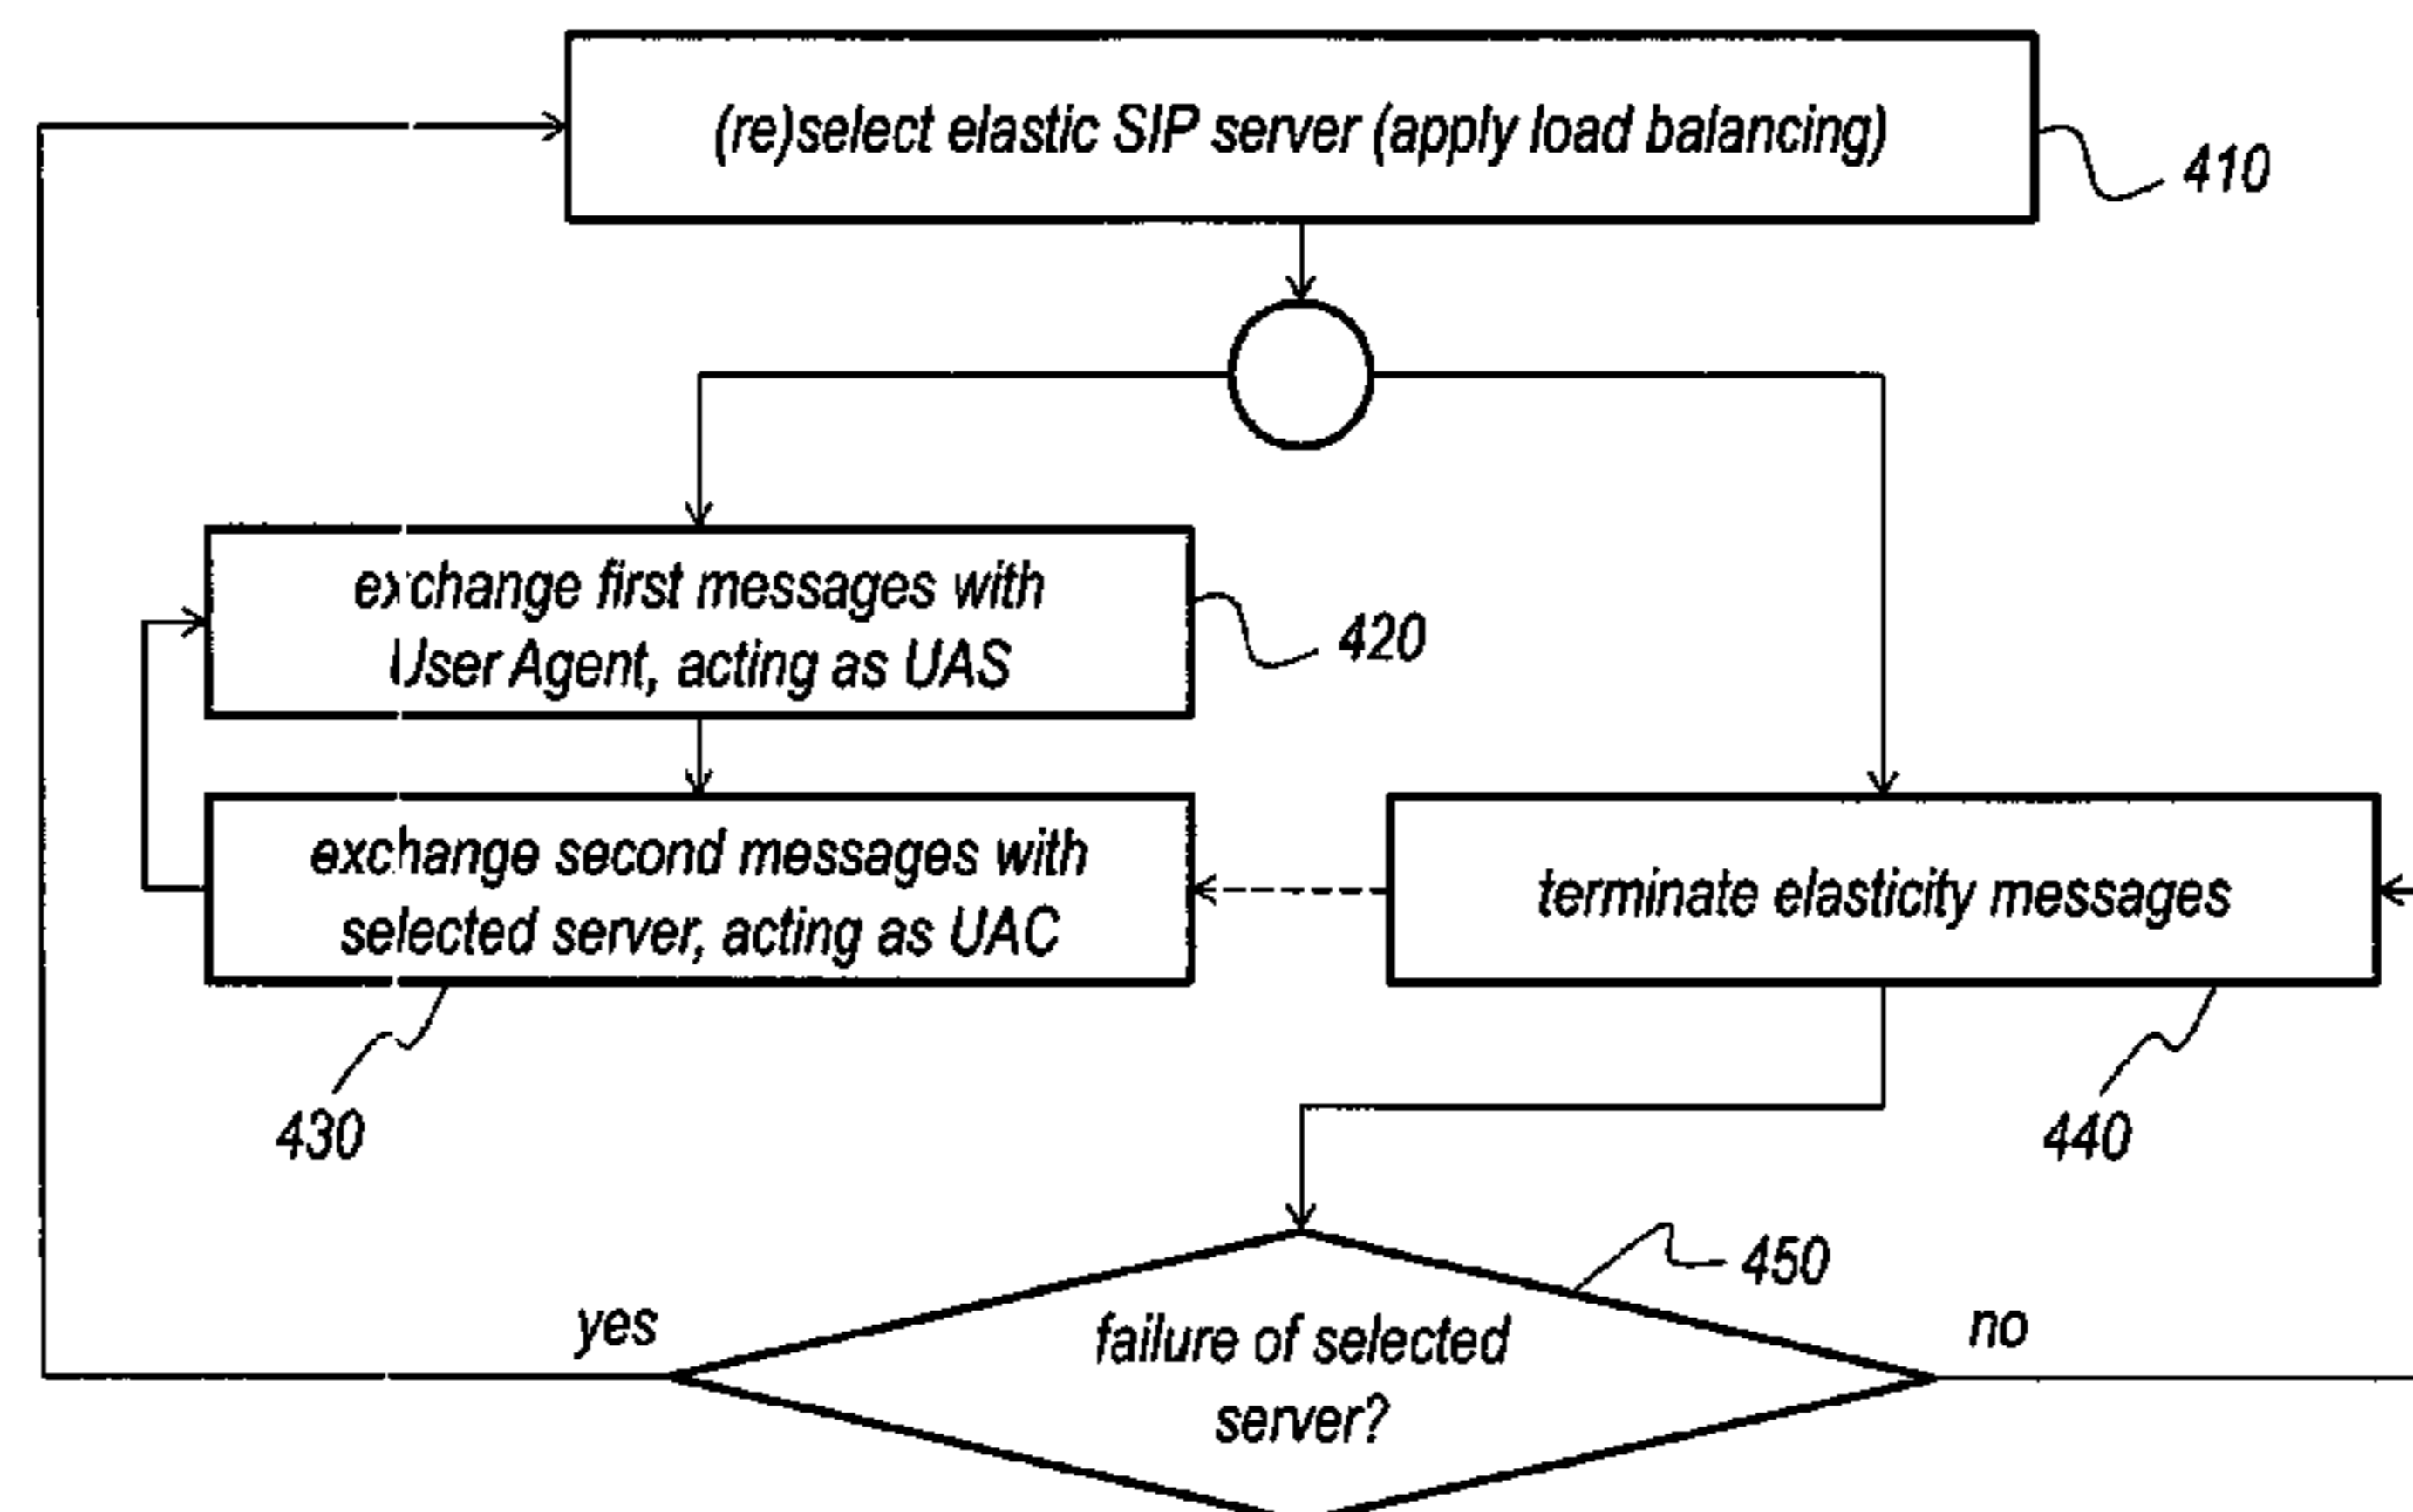 (re)select elastic SIP server (apply load balancing)
410
exchange first messages with
User Agent, acting as UAS
420
exchange second messages with
selected server, acting as UAC
terminate elasticity messages
430
440
450
yes
failure of selected
server?
no